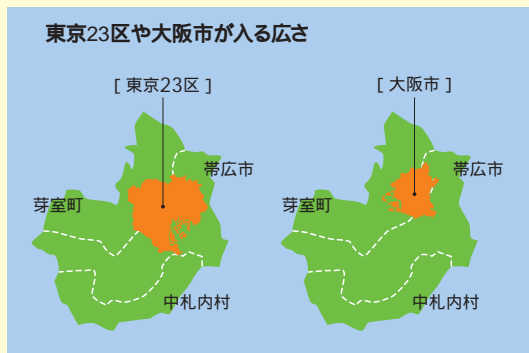 東京23区や大阪市が入る広さ
[ 東京23区 ]
帯広市
芽室町
中札内村
[ 大阪市 ]
帯広市
芽室町
中札内村